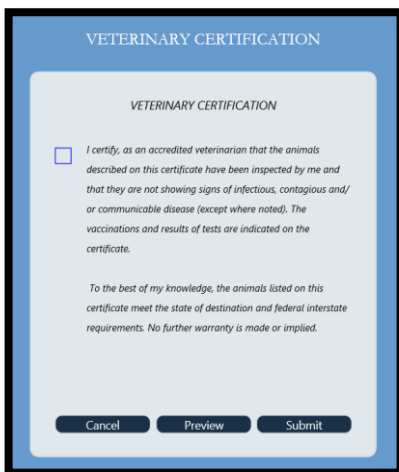 VETERINARY CERTIFICATION
VETERINARY CERTIFICATION
I certify, as an accredited veterinarian that the animals
described on this certificate have been inspected by me and
that they are not showing signs of infectious, contagious and/
or communicable disease (except where noted). The
vaccinations and results of tests are indicated on the
certificate.
To the best of my knowledge, the animals listed on this
certificate meet the state of destination and federal interstate
requirements. No further warranty is made or implied.
Cancel Preview Submit